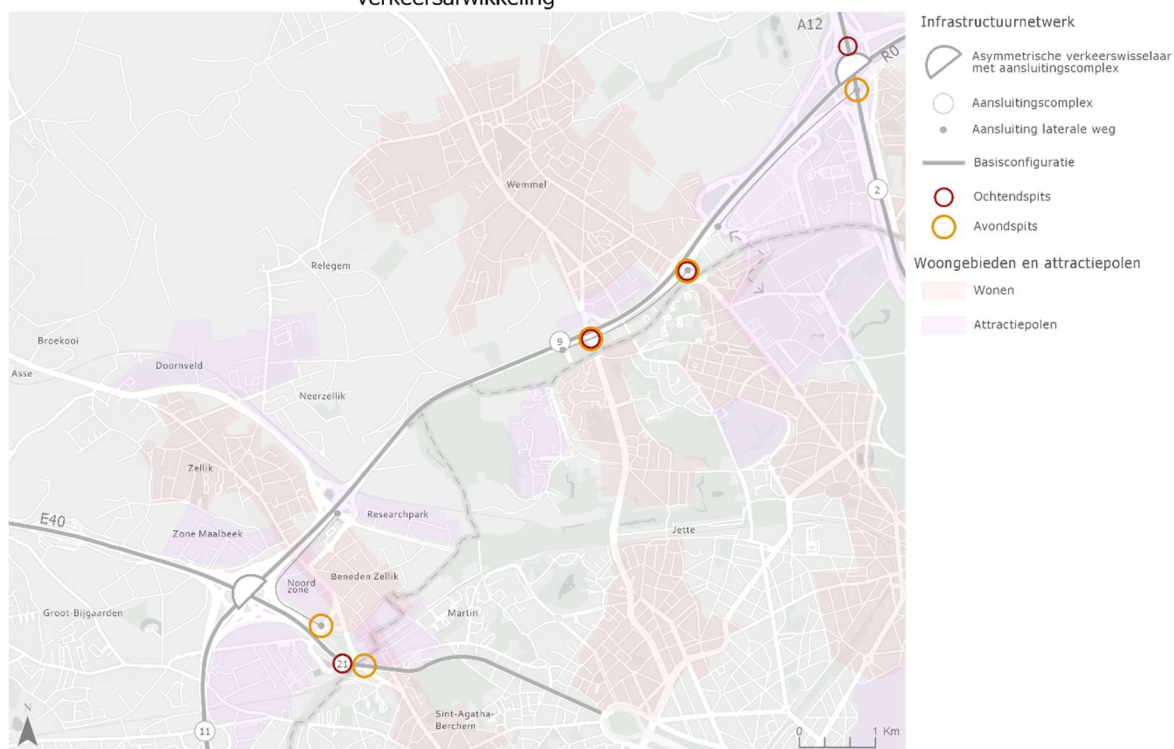 verkeersafwikkeling
A12
R0
Wemmel
2
Relegem
9
Broekooi
Asse
Doornveld
Neerzellik
Zellik
Researchpark
E40
Zone Maalbeek
Jette
Noord
zone
Beneden Zellik
Groot-Bijgaarden
Martin
21
Sint-Agatha-
Berchem
11
N
0
1 Km
Infrastructuurnetwerk
Asymmetrische verkeerswisselaar
met aansluitingscomplex
Aansluitingscomplex
Aansluiting laterale weg
Basisconfiguratie
Ochtendspits
Avondspits
Woongebieden en attractiepolen
Wonen
Attractiepolen